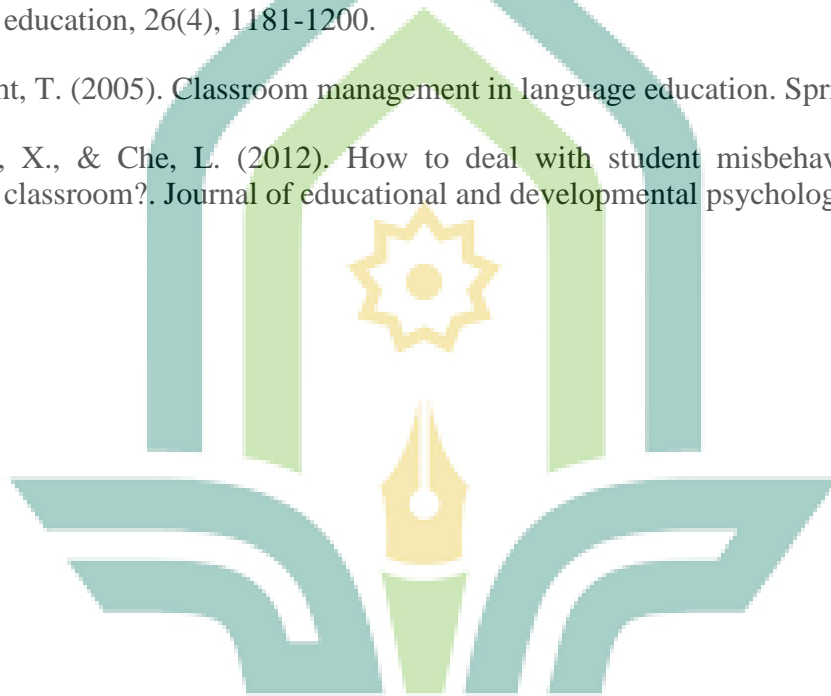 education, 26(4), 1181-1200.
nt, T. (2005). Classroom management in language education. Spri
, X., & Che, L. (2012). How to deal with student misbehav
classroom?. Journal of educational and developmental psycholog